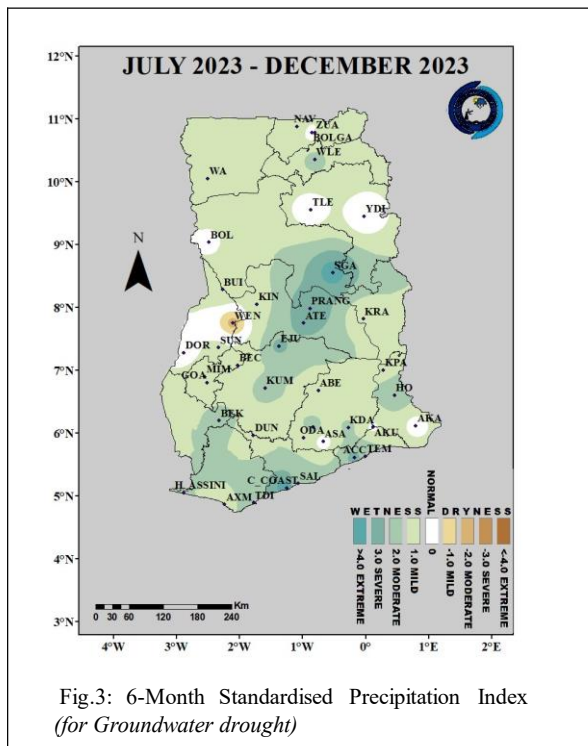 JULY 2023 - DECEMBER 2023
12°N
11°N
10°N
9°N
8°N
7°N
6°N
5°N
4°N
3°N
NAV
ZUA
BOLGA
WLE
WA
TLE
YDI
BOL
N
SGA
BUI
KIN
PRANG
WEN
ATE
KRA
SUN
EJU
DOR
BEC
KPA
GOA
MIM
KUM
ABE
HO
BEK
ODA
KDA
AKA
DUN
ASA
AKU
ACC
TEM
H_ASSINI
C_COAST
SAL
AXM
TDI
WETNESS
NORMAL
DRYNESS
>4.0 EXTREME
3.0 SEVERE
2.0 MODERATE
1.0 MILD
0
-1.0 MILD
-2.0 MODERATE
-3.0 SEVERE
<-4.0 EXTREME
Km
0 30 60 120 180 240
4°W
3°W
2°W
1°W
0°
1°E
2°E
Fig.3: 6-Month Standardised Precipitation Index
(for Groundwater drought)